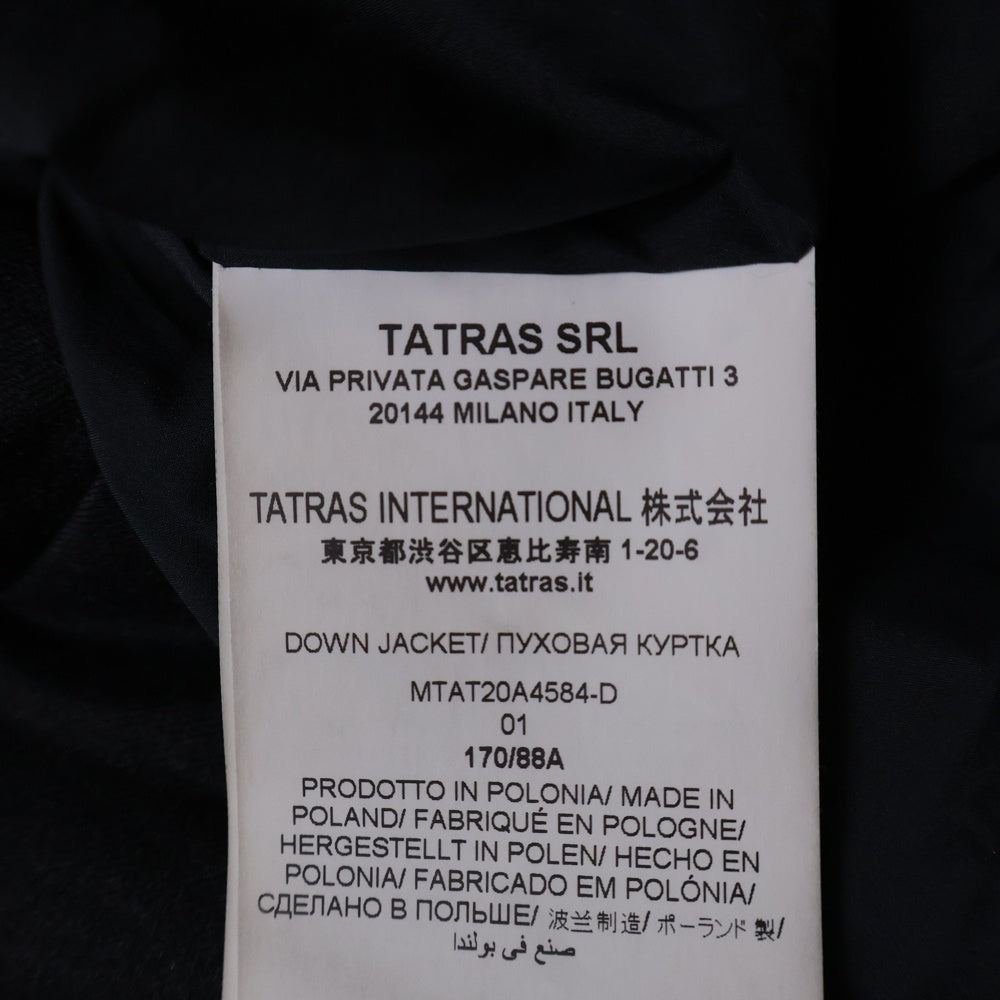 TATRAS SRL
VIA PRIVATA GASPARE BUGATTI 3
20144 MILANO ITALY
TATRAS INTERNATIONAL 株式会社
東京都渋谷区恵比寿南 1-20-6
www.tatras.it
DOWN JACKET/ ПУХОВАЯ КУРТКА
MTAT20A4584-D
01
170/88A
PRODOTTO IN POLONIA/ MADE IN
POLAND/ FABRIQUÉ EN POLOGNE/
HERGESTELLT IN POLEN/ HECHO EN
POLONIA/ FABRICADO EM POLÓNIA/
СДЕЛАНО В ПОЛЬШЕ/ 波兰制造/ ポーランド 製/
صنع في بولندا